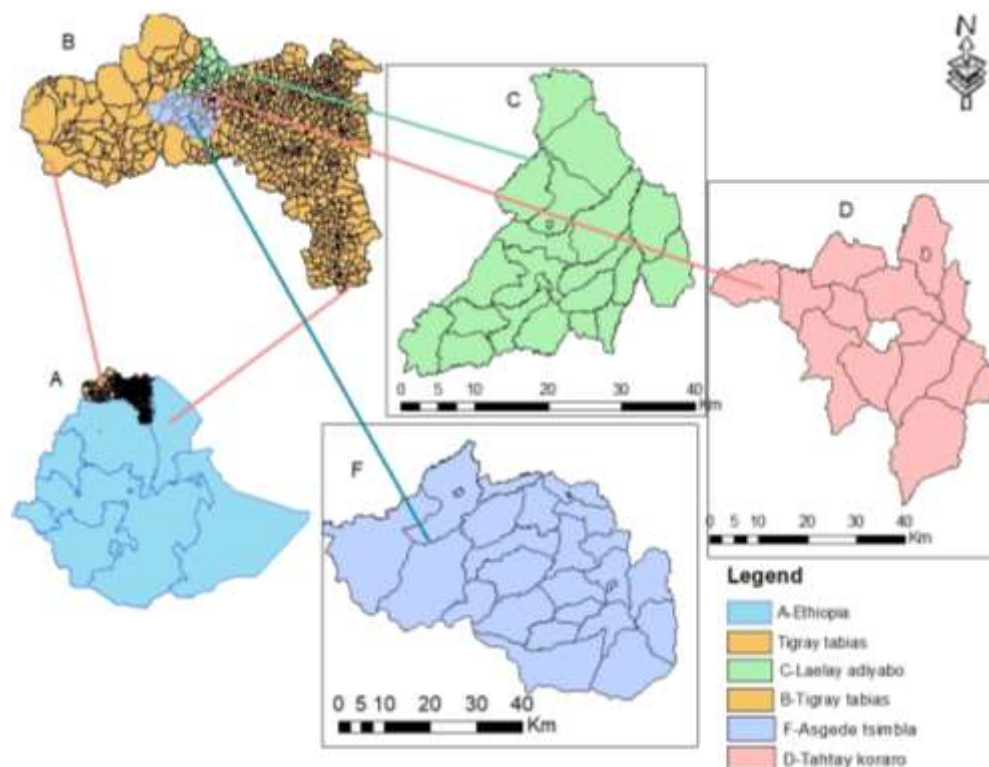 B
N
C
D
0 10 20 30 40
Km
A
F
0 5 10 20 30 40
Km
0 5 10 20 30 40
Km
Legend
A-Ethiopia
Tigray tabias
C-Laelay adiyabo
B-Tigray tabias
F-Asgede tsimbla
D-Tahtay koraro